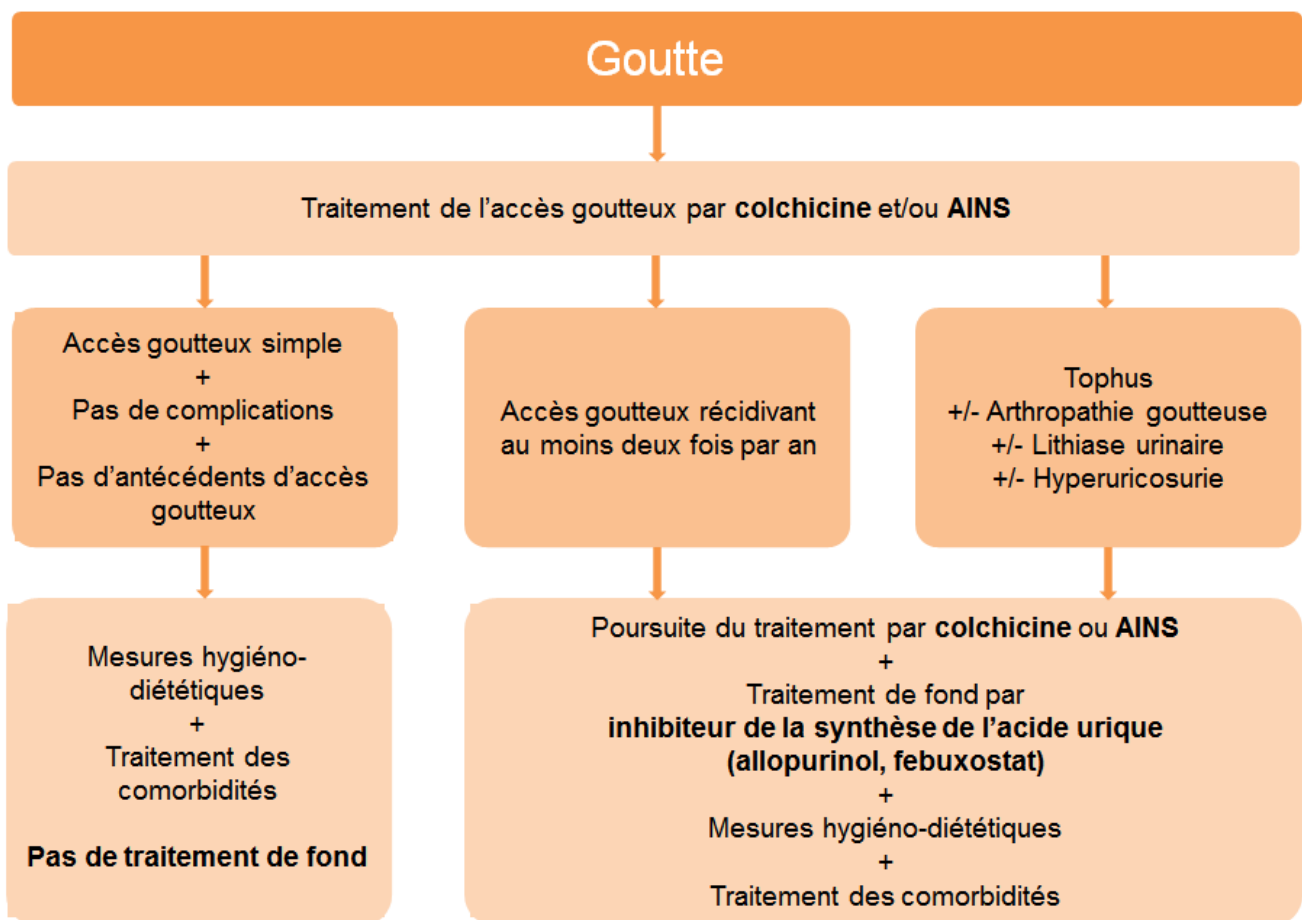 Goutte
Traitement de l'accès goutteux par colchicine et/ou AINS
Accès goutteux simple
+
Pas de complications
+
Pas d'antécédents d'accès
goutteux
Accès goutteux récidivant
au moins deux fois par an
Tophus
+/- Arthropathie goutteuse
+/- Lithiase urinaire
+/- Hyperuricosurie
Mesures hygiéno-
diététiques
+
Traitement des
comorbidités
Pas de traitement de fond
Poursuite du traitement par colchicine ou AINS
+
Traitement de fond par
inhibiteur de la synthèse de l'acide urique
(allopurinol, febuxostat)
+
Mesures hygiéno-diététiques
+
Traitement des comorbidités